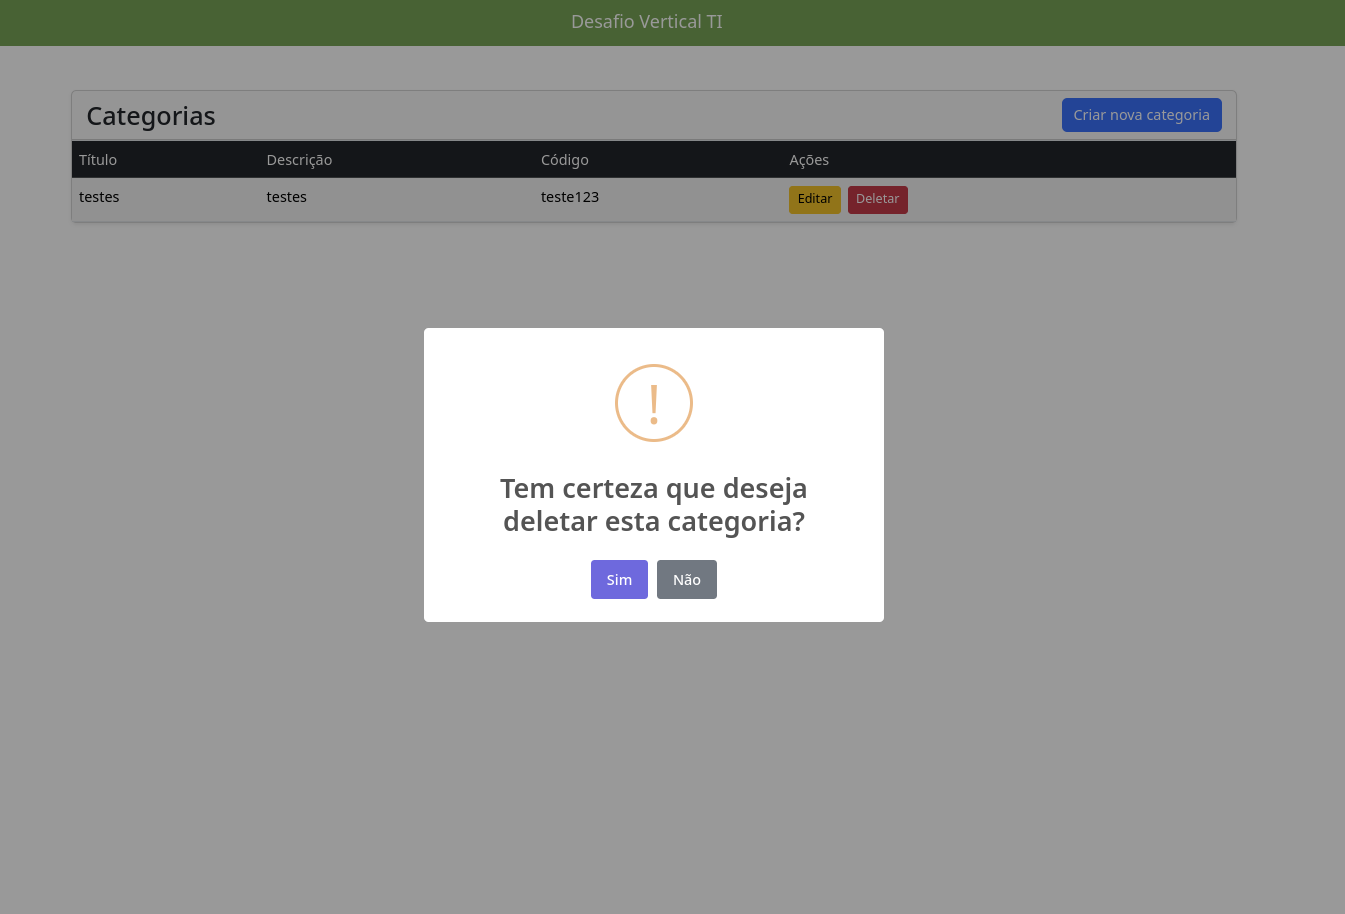 Desafio Vertical TI
Categorias
Criar nova categoria
Título Descrição Código Ações
testes testes teste123 Editar Deletar
!
Tem certeza que deseja
deletar esta categoria?
Sim Não